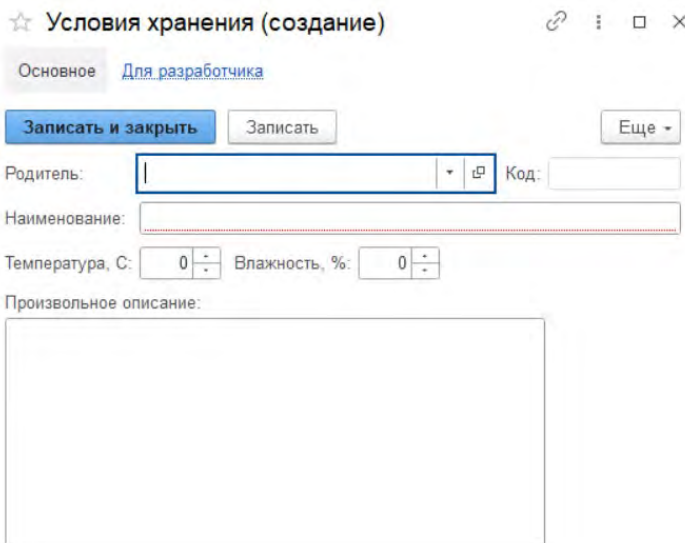 Условия хранения (создание)
Основное Для разработчика
Записать и закрыть Записать Еще
Родитель: Код:
Наименование:
Температура, С: 0 Влажность, %: 0
Произвольное описание: